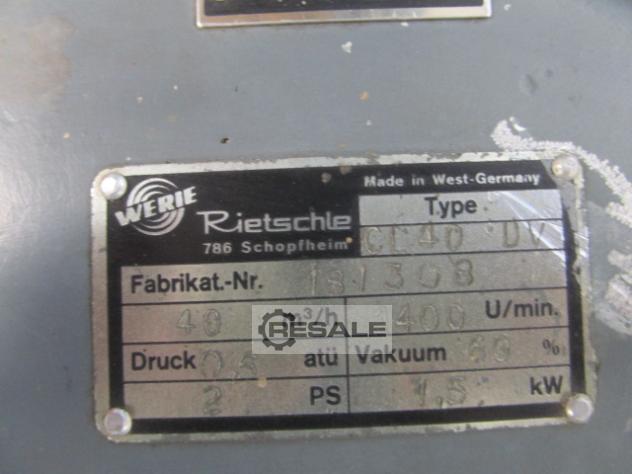 Made in West-Germany
WERIE Rietschle
Type
786 Schopfheim CL40 DV
Fabrikat.-Nr. 181308
40 m3/h 400 U/min.
RESALE
Druck 0,5 atü Vakuum 60 %
2 PS 1,5 kW